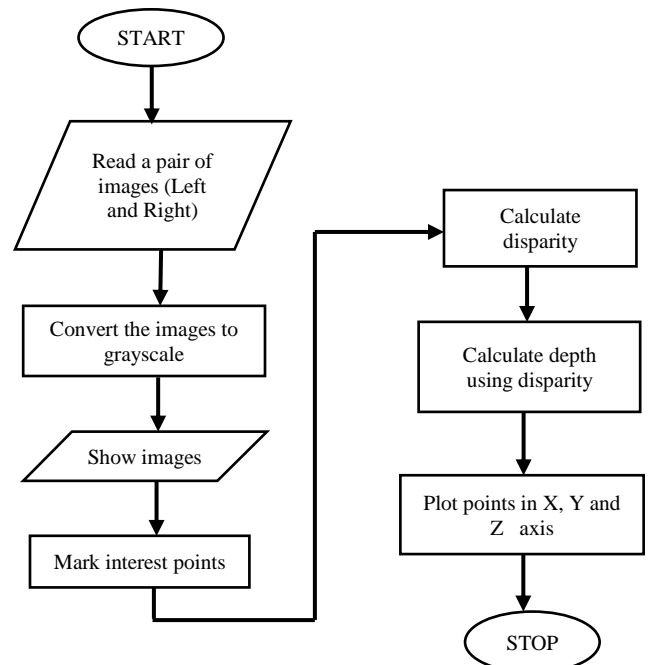 START
Read a pair of
images (Left
and Right)
Convert the images to
grayscale
Show images
Mark interest points
Calculate
disparity
Calculate depth
using disparity
Plot points in X, Y and
Z axis
STOP